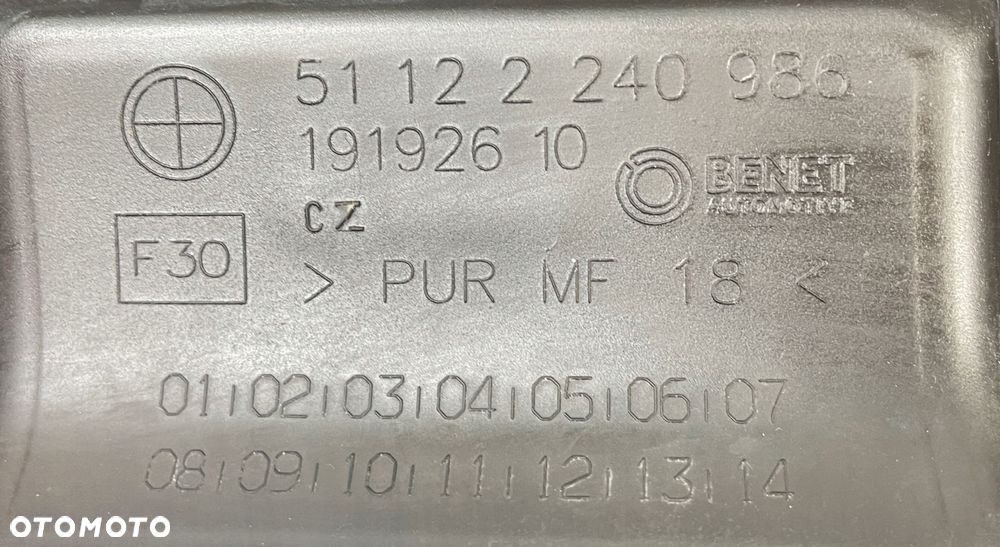 51 12 2 240 986
191926 10
BENET
AUTOMOTIVE
CZ
F30
> PUR MF 18 <
01 02 03 04 05 06 07
08 09 10 11 12 13 14
OTOMOTO